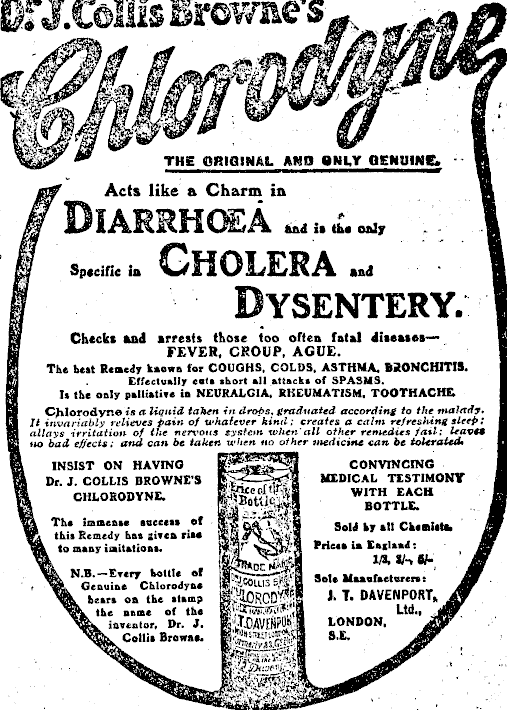 Dr. J. Collis Browne's
Chlorodyne
THE ORIGINAL AND ONLY GENUINE.
Acts like a Charm in
DIARRHŒA and is the only
Specific in CHOLERA and
DYSENTERY.
Checks and arrests those too often fatal diseases—
FEVER, CROUP, AGUE.
The best Remedy known for COUGHS, COLDS, ASTHMA, BRONCHITIS.
Effectually cuts short all attacks of SPASMS.
Is the only palliative in NEURALGIA, RHEUMATISM, TOOTHACHE.
Chlorodyne is a liquid taken in drops, graduated according to the malady.
It invariably relieves pain of whatever kind; creates a calm refreshing sleep;
allays irritation of the nervous system when all other remedies fail; leaves
no bad effects; and can be taken when no other medicine can be tolerated.
INSIST ON HAVING
Dr. J. COLLIS BROWNE'S
CHLORODYNE.
The immense success of
this Remedy has given rise
to many imitations.
N.B.—Every bottle of
Genuine Chlorodyne
bears on the stamp
the name of the
inventor, Dr. J.
Collis Browne.
Price of
Bottle
TRADE MARK
COLLIS
CHLORODYNE
J.T. DAVENPORT
CONVINCING
MEDICAL TESTIMONY
WITH EACH
BOTTLE.
Sold by all Chemists.
Prices in England:
Sole Manufacturers:
J. T. DAVENPORT,
Ltd.,
LONDON,
S.E.